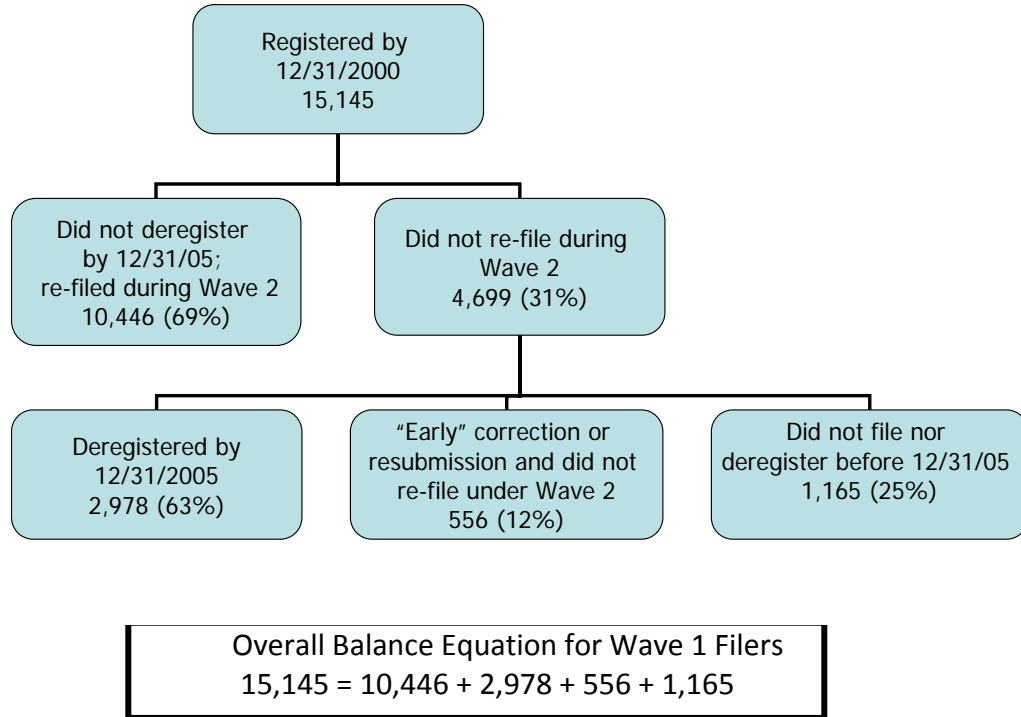 Registered by
12/31/2000
15,145
Did not deregister
by 12/31/05;
re-filed during Wave 2
10,446 (69%)
Did not re-file during
Wave 2
4,699 (31%)
Deregistered by
12/31/2005
2,978 (63%)
“Early” correction or
resubmission and did not
re-file under Wave 2
556 (12%)
Did not file nor
deregister before 12/31/05
1,165 (25%)
Overall Balance Equation for Wave 1 Filers
15,145 = 10,446 + 2,978 + 556 + 1,165